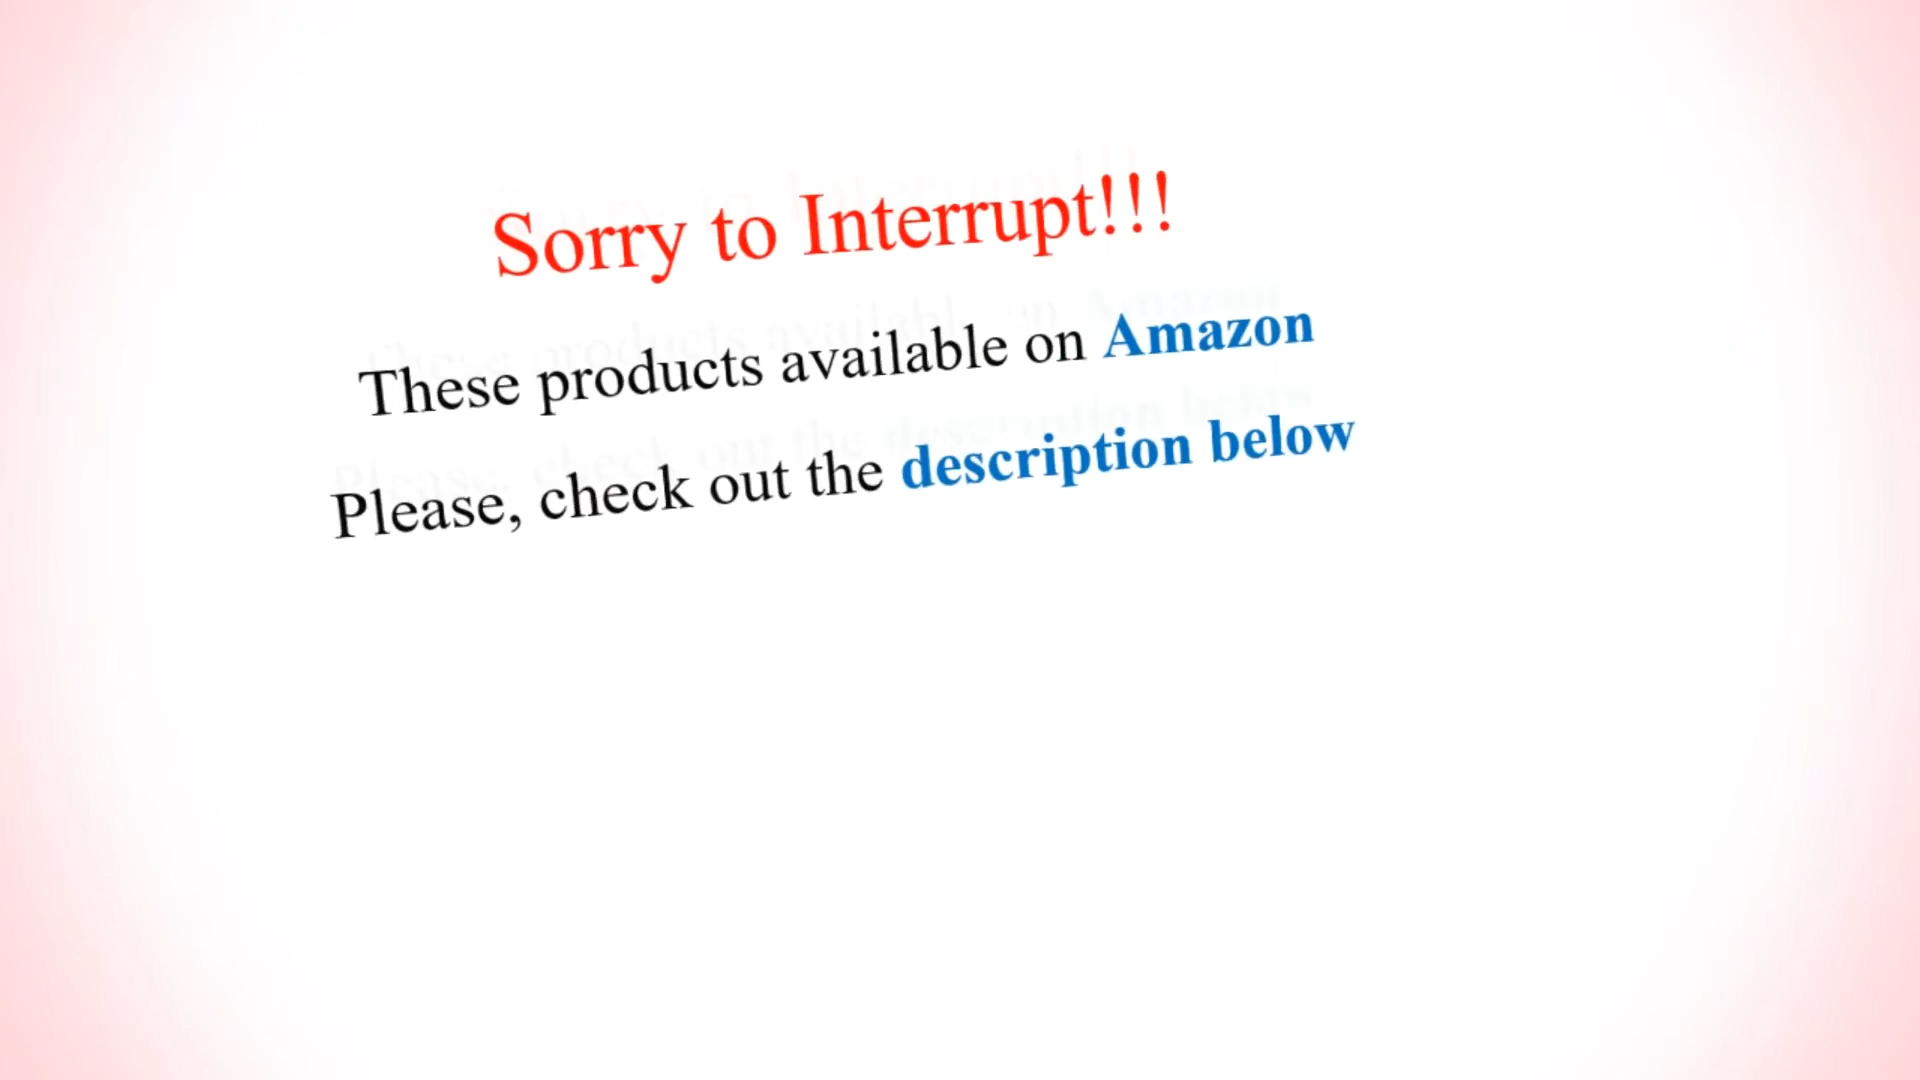 Sorry to Interrupt!!!
These products available on Amazon
Please, check out the description below